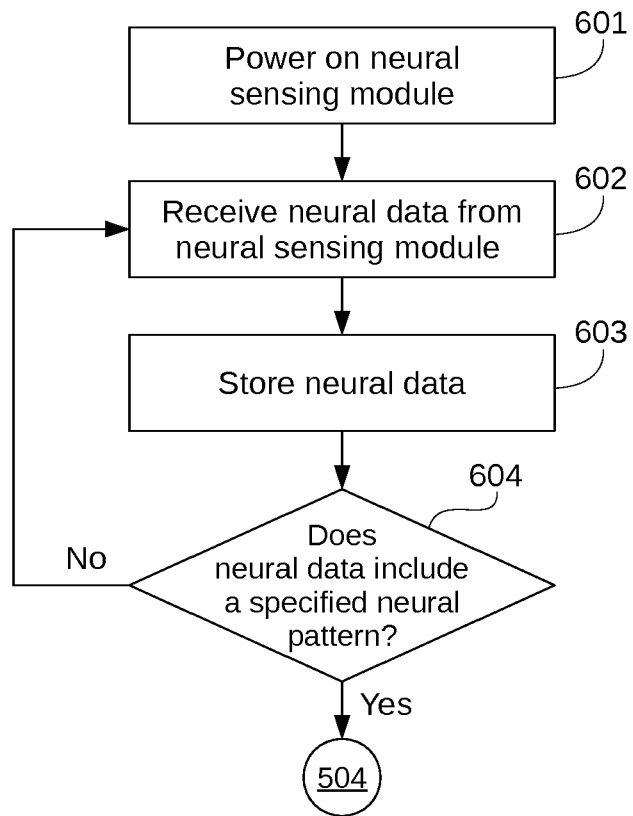 601
Power on neural
sensing module
602
Receive neural data from
neural sensing module
603
Store neural data
604
Does
neural data include
a specified neural
pattern?
No
Yes
504